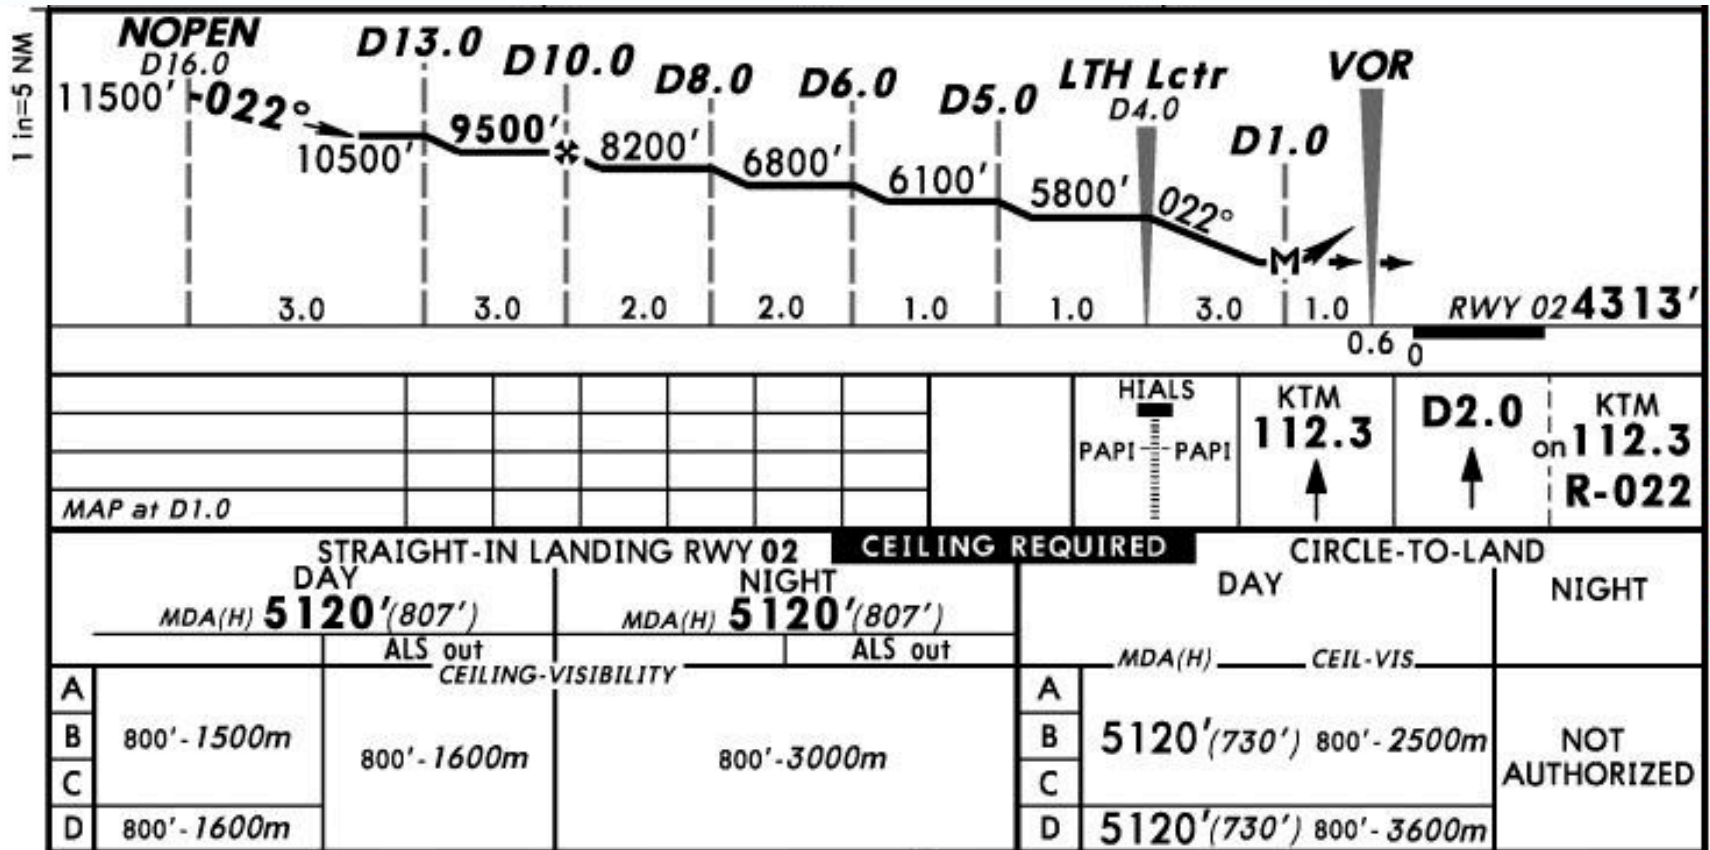 1 in=5 NM
NOPEN
D16.0
11500'
022°
10500'
D13.0
9500'
D10.0
8200'
D8.0
6800'
D6.0
6100'
D5.0
5800'
LTH Lctr
D4.0
022°
D1.0
M
VOR
3.0 3.0 2.0 2.0 1.0 1.0 3.0 1.0
RWY 02 4313'
0.6 0
MAP at D1.0
HIALS
PAPI PAPI
KTM
112.3
D2.0
on
KTM
112.3
R-022
STRAIGHT-IN LANDING RWY 02
CEILING REQUIRED
CIRCLE-TO-LAND
DAY
MDA(H) 5120'(807')
NIGHT
MDA(H) 5120'(807')
DAY
NIGHT
ALS out
ALS out
CEILING-VISIBILITY
MDA(H) CEIL-VIS
A
B
C
D
800'-1500m
800'-1600m
800'-1600m
800'-3000m
A
B
C
D
5120'(730') 800'-2500m
5120'(730') 800'-3600m
NOT
AUTHORIZED